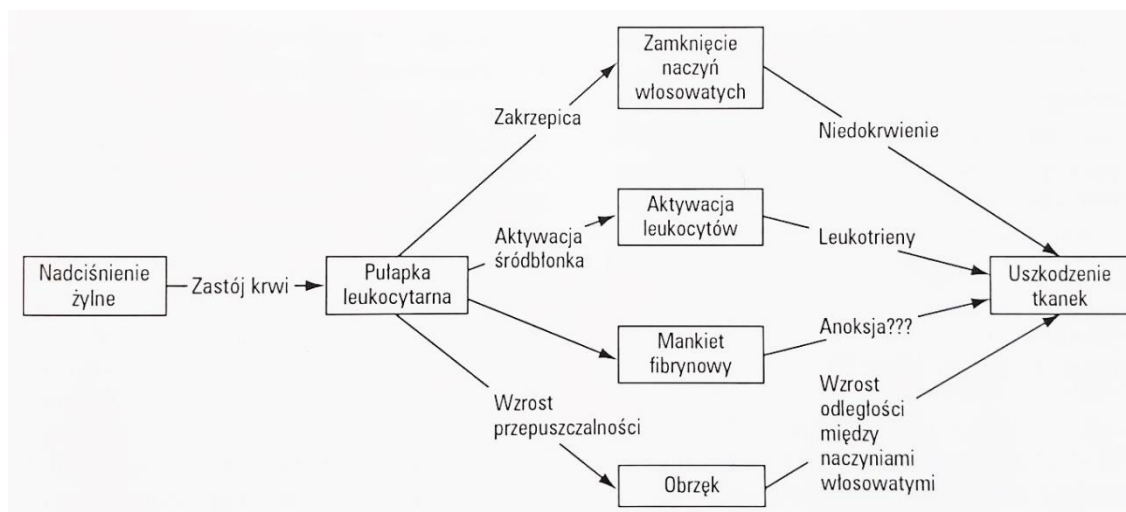 Zamknięcie
naczyń
włosowatych
Zakrzepica
Niedokrwienie
Aktywacja
leukocytów
Aktywacja
śródbłonka
Leukotrieny
Nadciśnienie
żylne
Zastój krwi
Pułapka
leukocytarna
Uszkodzenie
tkanek
Mankiet
fibrynowy
Anoksja???
Wzrost
przepuszczalności
Wzrost
odległości
między
naczyniami
włosowatymi
Obrzęk